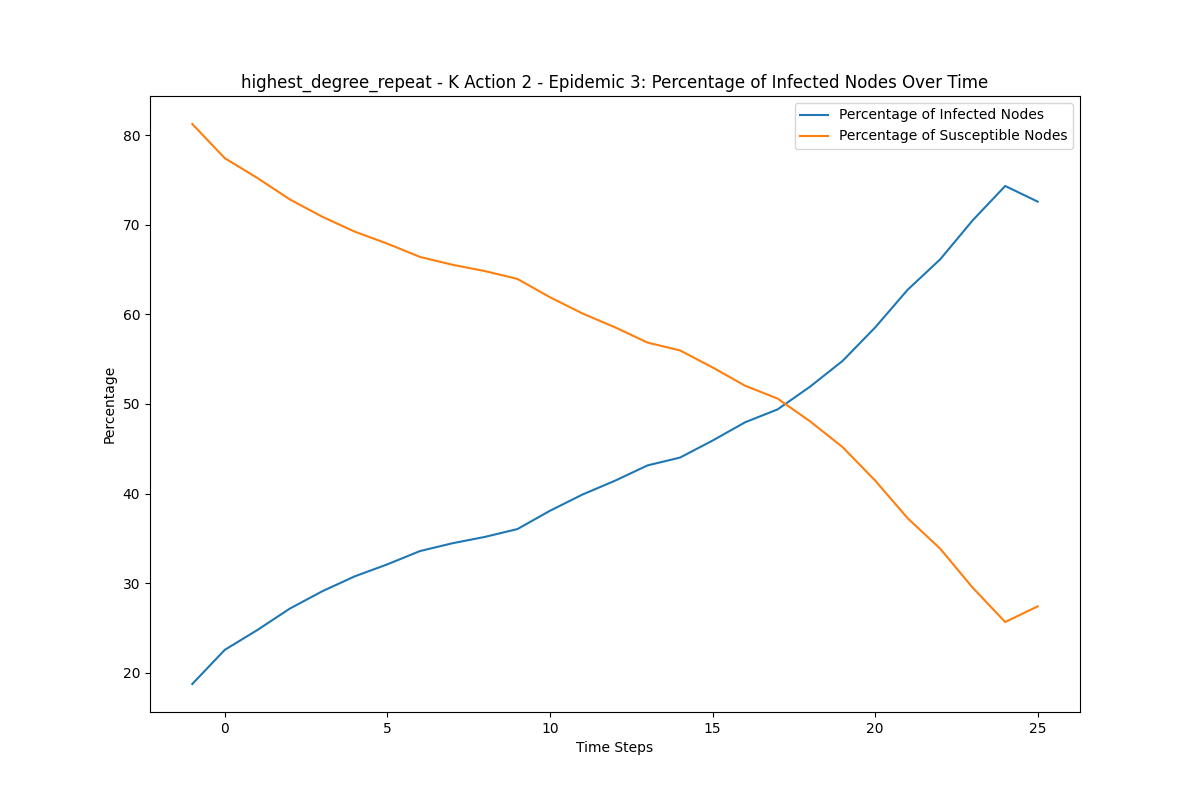 highest_degree_repeat - K Action 2 - Epidemic 3: Percentage of Infected Nodes Over Time
Percentage of Infected Nodes
Percentage of Susceptible Nodes
Percentage
80
70
60
50
40
30
20
0 5 10 15 20 25
Time Steps